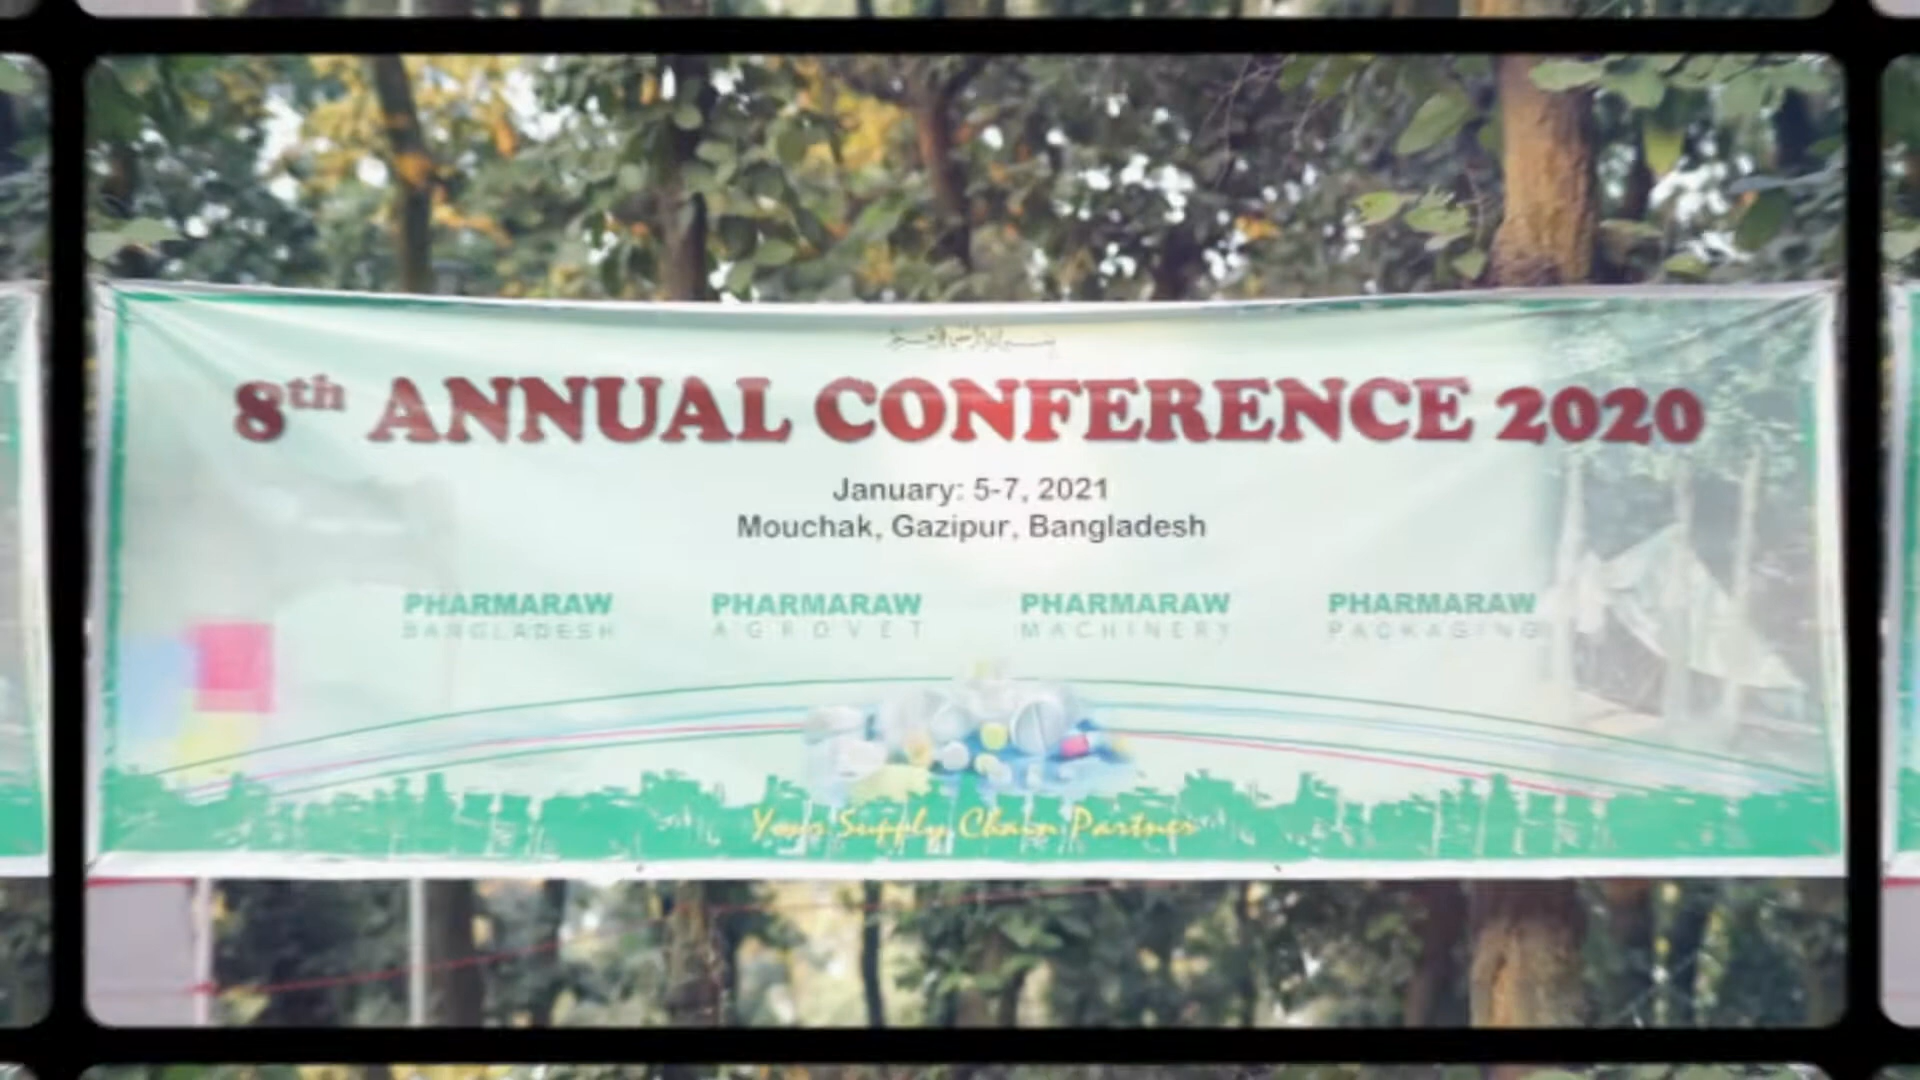 8th ANNUAL CONFERENCE 2020
January: 5-7, 2021
Mouchak, Gazipur, Bangladesh
PHARMARAW PHARMARAW PHARMARAW PHARMARAW
BANGLADESH AGROVET MACHINERY PACKAGING
Your Supply Chain Partner